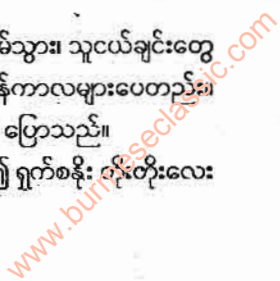 မ်သွား။ သူငယ်ချင်းတွေ
န်ကာလများပေတည်း။
ပြောသည်။
၍ ရှက်စနိုး တိုးတိုးလေး
www.burmeseclassic.com